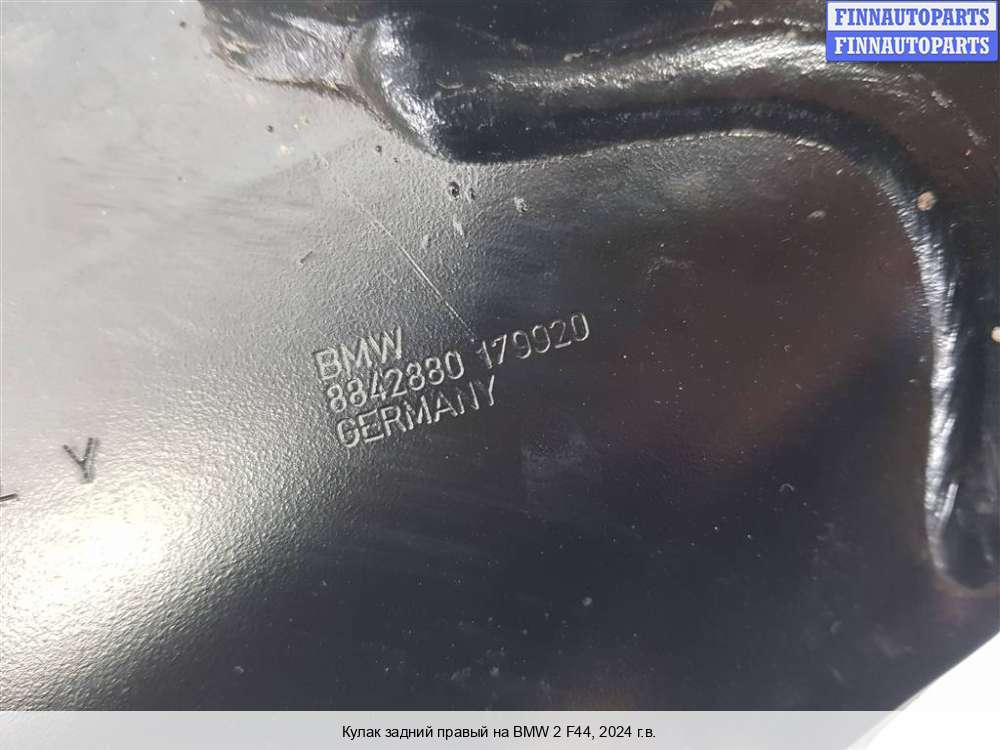 FINNAUTOPARTS
FINNAUTOPARTS
BMW
8842880 179920
GERMANY
Y
Кулак задний правый на BMW 2 F44, 2024 г.в.